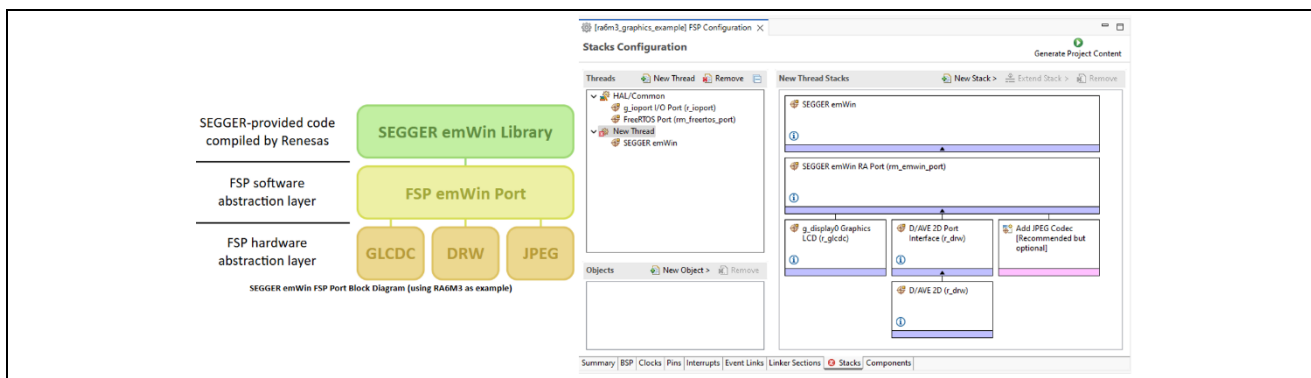 SEGGER-provided code
compiled by Renesas
SEGGER emWin Library
FSP software
abstraction layer
FSP emWin Port
FSP hardware
abstraction layer
GLCDC
DRW
JPEG
SEGGER emWin FSP Port Block Diagram (using RA6M3 as example)
[ra6m3_graphics_example] FSP Configuration
Stacks Configuration
Generate Project Content
Threads
New Thread
Remove
HAL/Common
g_ioport I/O Port (r_ioport)
FreeRTOS Port (rm_freertos_port)
New Thread
SEGGER emWin
Objects
New Object >
Remove
New Thread Stacks
New Stack >
Extend Stack >
Remove
SEGGER emWin
SEGGER emWin RA Port (rm_emwin_port)
g_display0 Graphics
LCD (r_glcdc)
D/AVE 2D Port
Interface (r_drw)
Add JPEG Codec
[Recommended but
optional]
D/AVE 2D (r_drw)
Summary BSP Clocks Pins Interrupts Event Links Linker Sections Stacks Components